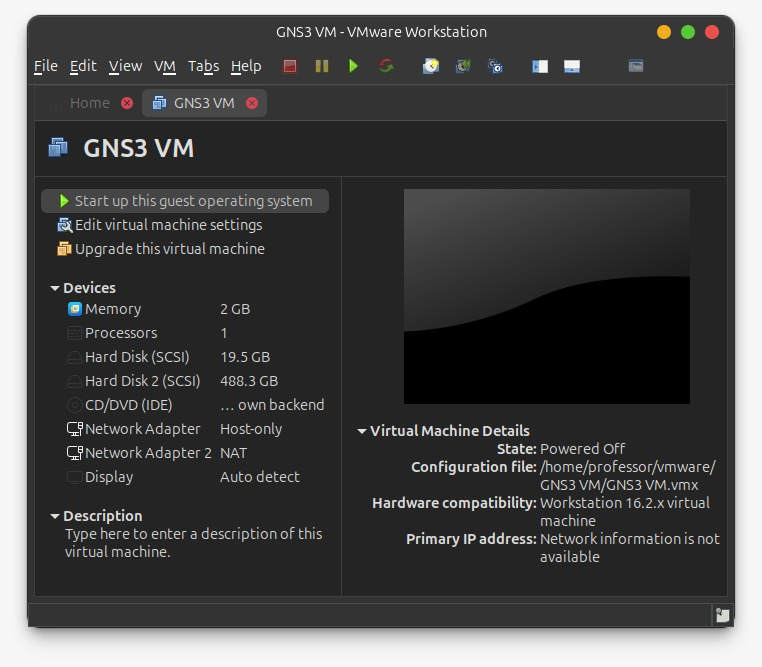 GNS3 VM - VMware Workstation
File Edit View VM Tabs Help
Home GNS3 VM
GNS3 VM
Start up this guest operating system
Edit virtual machine settings
Upgrade this virtual machine
Devices
Memory 2 GB
Processors 1
Hard Disk (SCSI) 19.5 GB
Hard Disk 2 (SCSI) 488.3 GB
CD/DVD (IDE) … own backend
Network Adapter Host-only
Network Adapter 2 NAT
Display Auto detect
Description
Type here to enter a description of this
virtual machine.
Virtual Machine Details
State: Powered Off
Configuration file: /home/professor/vmware/
GNS3 VM/GNS3 VM.vmx
Hardware compatibility: Workstation 16.2.x virtual
machine
Primary IP address: Network information is not
available